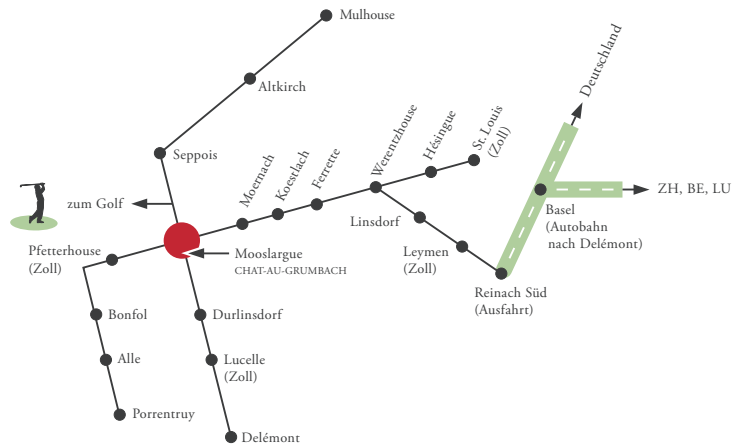 Mulhouse
Deutschland
Altkirch
Seppois
Moernach
Koestlach
Ferrette
Werentzhouse
Hésingue
St. Louis
(Zoll)
zum Golf
ZH, BE, LU
Basel
(Autobahn
nach Delémont)
Linsdorf
Leymen
(Zoll)
Pfetterhouse
(Zoll)
Mooslargue
CHAT-AU-GRUMBACH
Reinach Süd
(Ausfahrt)
Bonfol
Durlinsdorf
Alle
Lucelle
(Zoll)
Porrentruy
Delémont